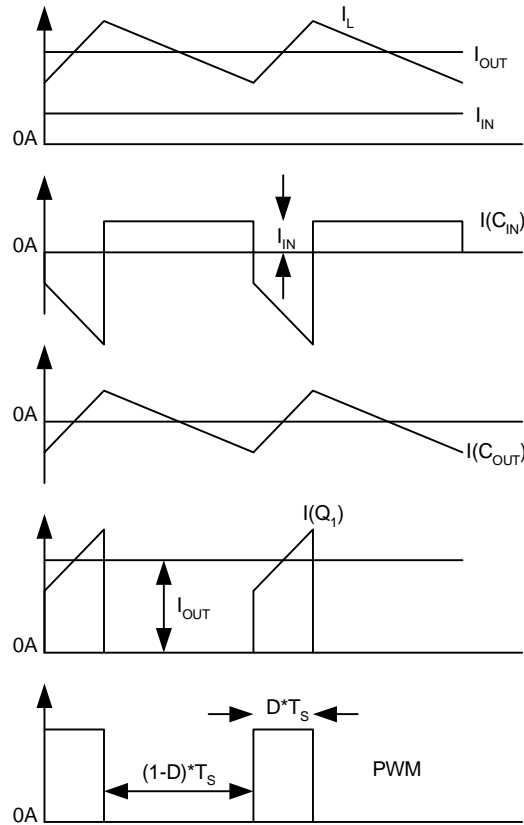 I_L
I_OUT
I_IN
0A
I(C_IN)
0A
I_IN
0A
I(C_OUT)
I(Q_1)
I_OUT
0A
D*T_S
(1-D)*T_S
PWM
0A